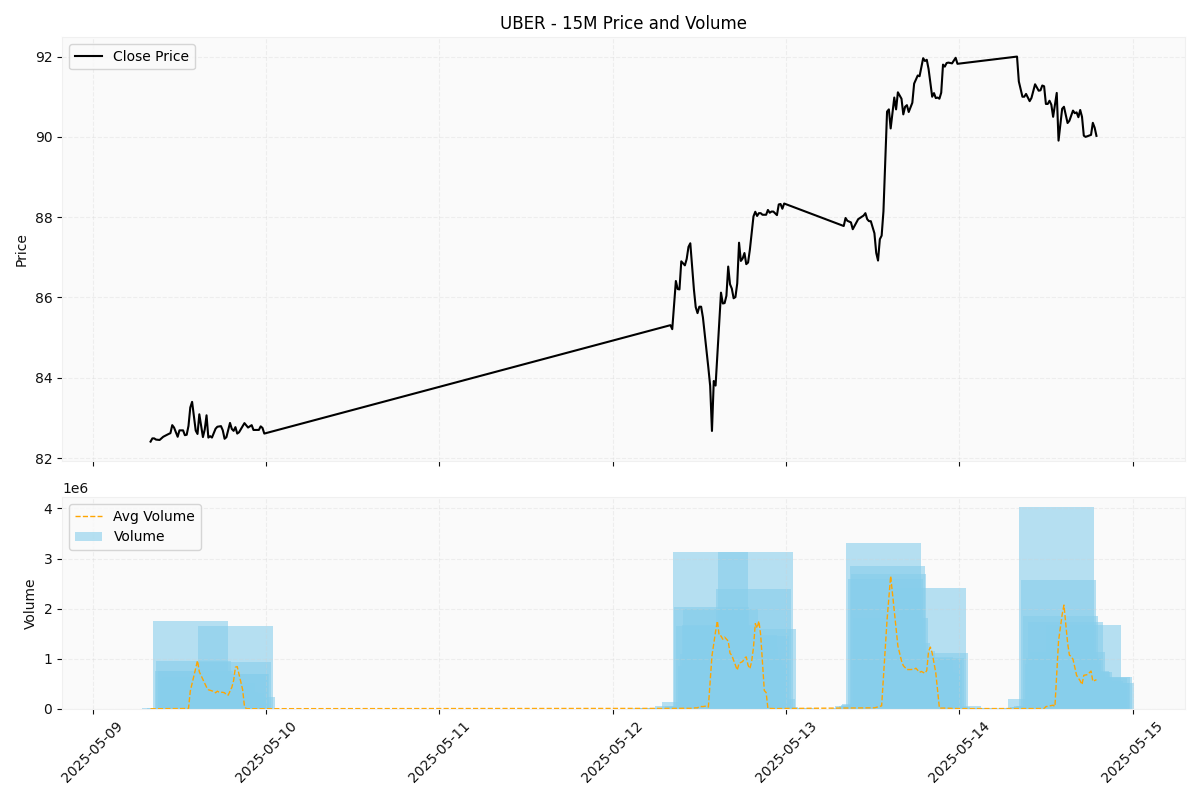 UBER - 15M Price and Volume
Close Price
92
90
88
86
84
82
Price
1e6
Avg Volume
Volume
4
3
2
1
0
Volume
2025-05-09
2025-05-10
2025-05-11
2025-05-12
2025-05-13
2025-05-14
2025-05-15